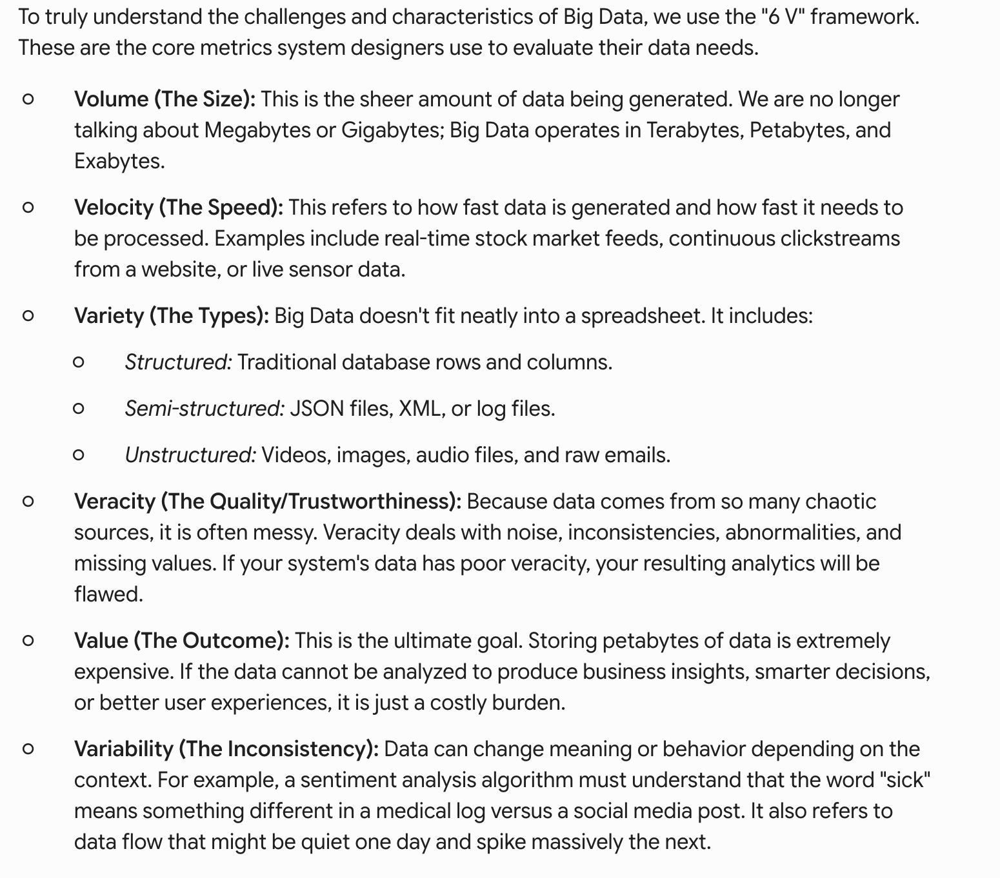 To truly understand the challenges and characteristics of Big Data, we use the "6 V" framework.
These are the core metrics system designers use to evaluate their data needs.
Volume (The Size): This is the sheer amount of data being generated. We are no longer
talking about Megabytes or Gigabytes; Big Data operates in Terabytes, Petabytes, and
Exabytes.
Velocity (The Speed): This refers to how fast data is generated and how fast it needs to
be processed. Examples include real-time stock market feeds, continuous clickstreams
from a website, or live sensor data.
Variety (The Types): Big Data doesn't fit neatly into a spreadsheet. It includes:
Structured: Traditional database rows and columns.
Semi-structured: JSON files, XML, or log files.
Unstructured: Videos, images, audio files, and raw emails.
Veracity (The Quality/Trustworthiness): Because data comes from so many chaotic
sources, it is often messy. Veracity deals with noise, inconsistencies, abnormalities, and
missing values. If your system's data has poor veracity, your resulting analytics will be
flawed.
Value (The Outcome): This is the ultimate goal. Storing petabytes of data is extremely
expensive. If the data cannot be analyzed to produce business insights, smarter decisions,
or better user experiences, it is just a costly burden.
Variability (The Inconsistency): Data can change meaning or behavior depending on the
context. For example, a sentiment analysis algorithm must understand that the word "sick"
means something different in a medical log versus a social media post. It also refers to
data flow that might be quiet one day and spike massively the next.